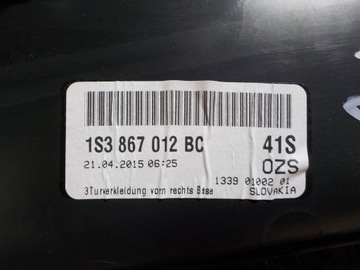 1S3 867 012 BC 41S
21.04.2015 06:25 OZS
1339 01002 01
3Turverkleidung vorn rechts Base SLOVAKIA